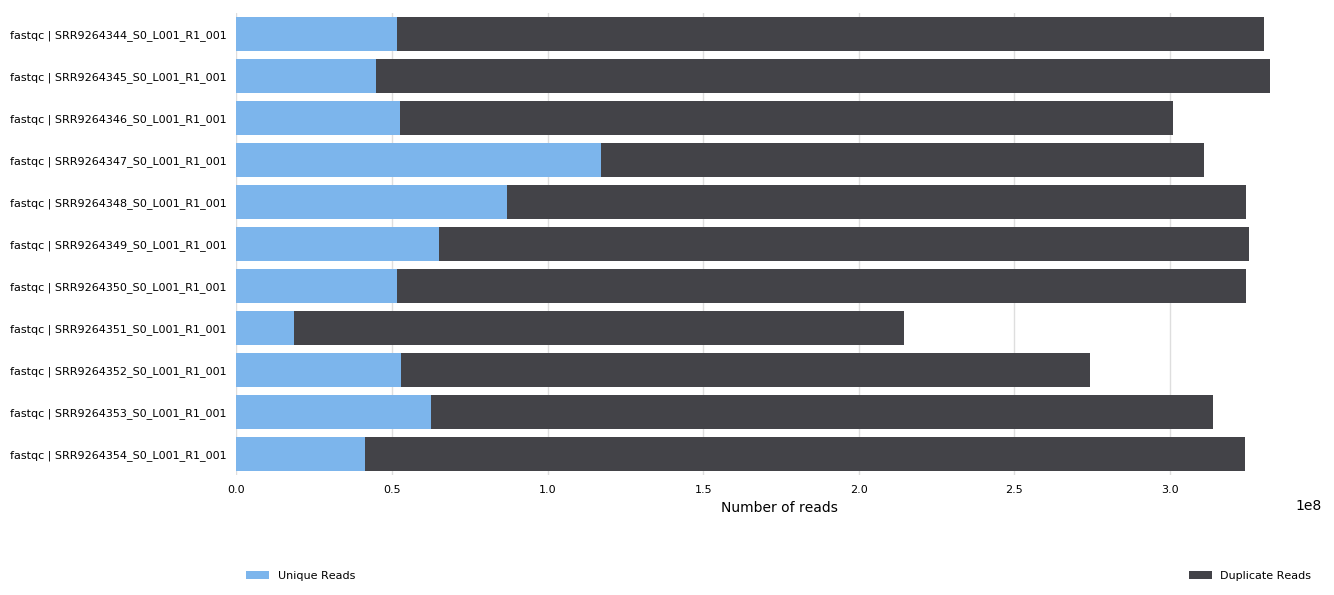 fastqc | SRR9264344_S0_L001_R1_001
fastqc | SRR9264345_S0_L001_R1_001
fastqc | SRR9264346_S0_L001_R1_001
fastqc | SRR9264347_S0_L001_R1_001
fastqc | SRR9264348_S0_L001_R1_001
fastqc | SRR9264349_S0_L001_R1_001
fastqc | SRR9264350_S0_L001_R1_001
fastqc | SRR9264351_S0_L001_R1_001
fastqc | SRR9264352_S0_L001_R1_001
fastqc | SRR9264353_S0_L001_R1_001
fastqc | SRR9264354_S0_L001_R1_001
0.0 0.5 1.0 1.5 2.0 2.5 3.0
Number of reads
1e8
Unique Reads Duplicate Reads